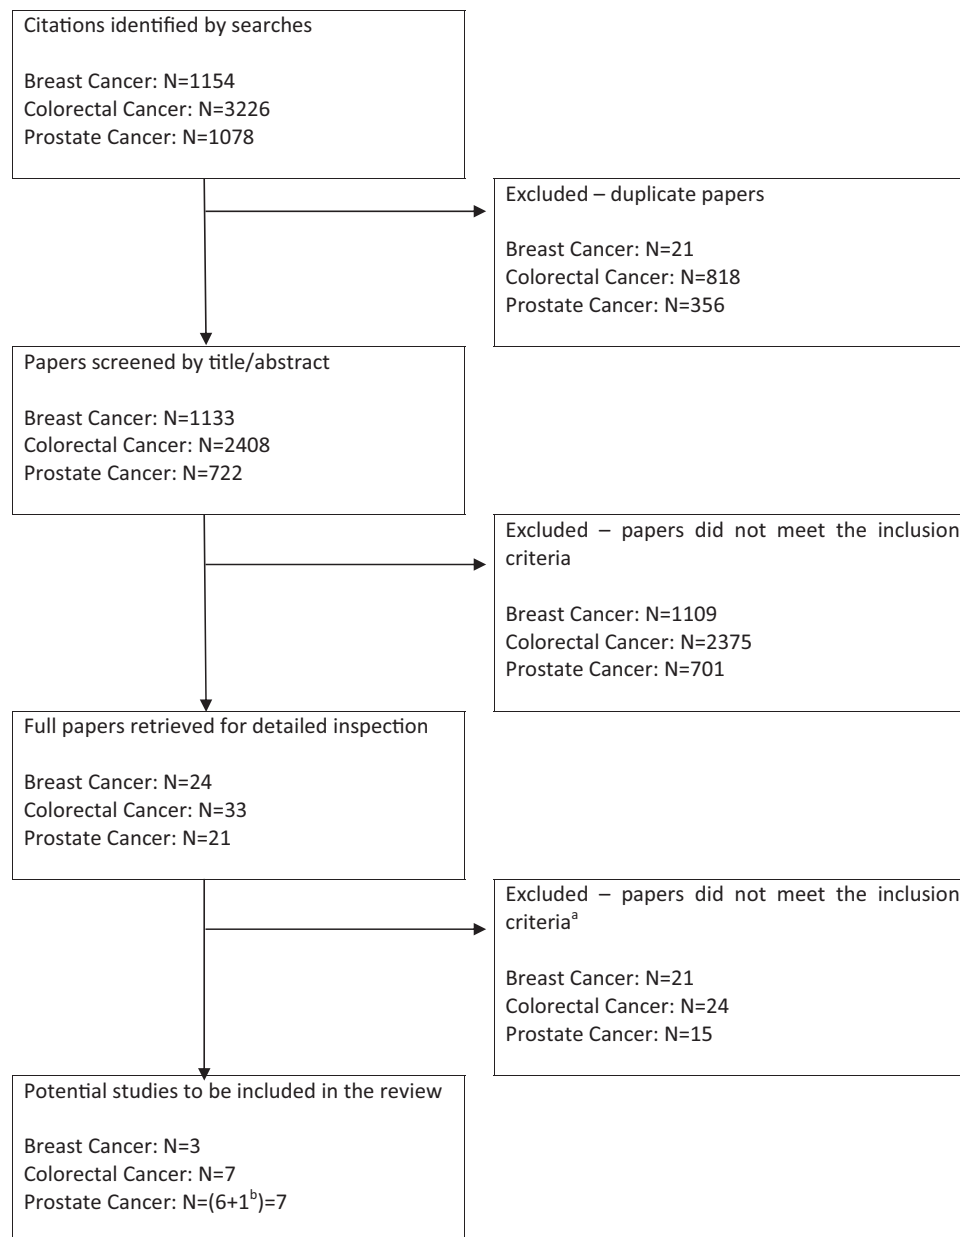 Citations identified by searches
Breast Cancer: N=1154
Colorectal Cancer: N=3226
Prostate Cancer: N=1078
Excluded – duplicate papers
Breast Cancer: N=21
Colorectal Cancer: N=818
Prostate Cancer: N=356
Papers screened by title/abstract
Breast Cancer: N=1133
Colorectal Cancer: N=2408
Prostate Cancer: N=722
Excluded – papers did not meet the inclusion
criteria
Breast Cancer: N=1109
Colorectal Cancer: N=2375
Prostate Cancer: N=701
Full papers retrieved for detailed inspection
Breast Cancer: N=24
Colorectal Cancer: N=33
Prostate Cancer: N=21
Excluded – papers did not meet the inclusion
criteriaᵃ
Breast Cancer: N=21
Colorectal Cancer: N=24
Prostate Cancer: N=15
Potential studies to be included in the review
Breast Cancer: N=3
Colorectal Cancer: N=7
Prostate Cancer: N=(6+1ᵇ)=7